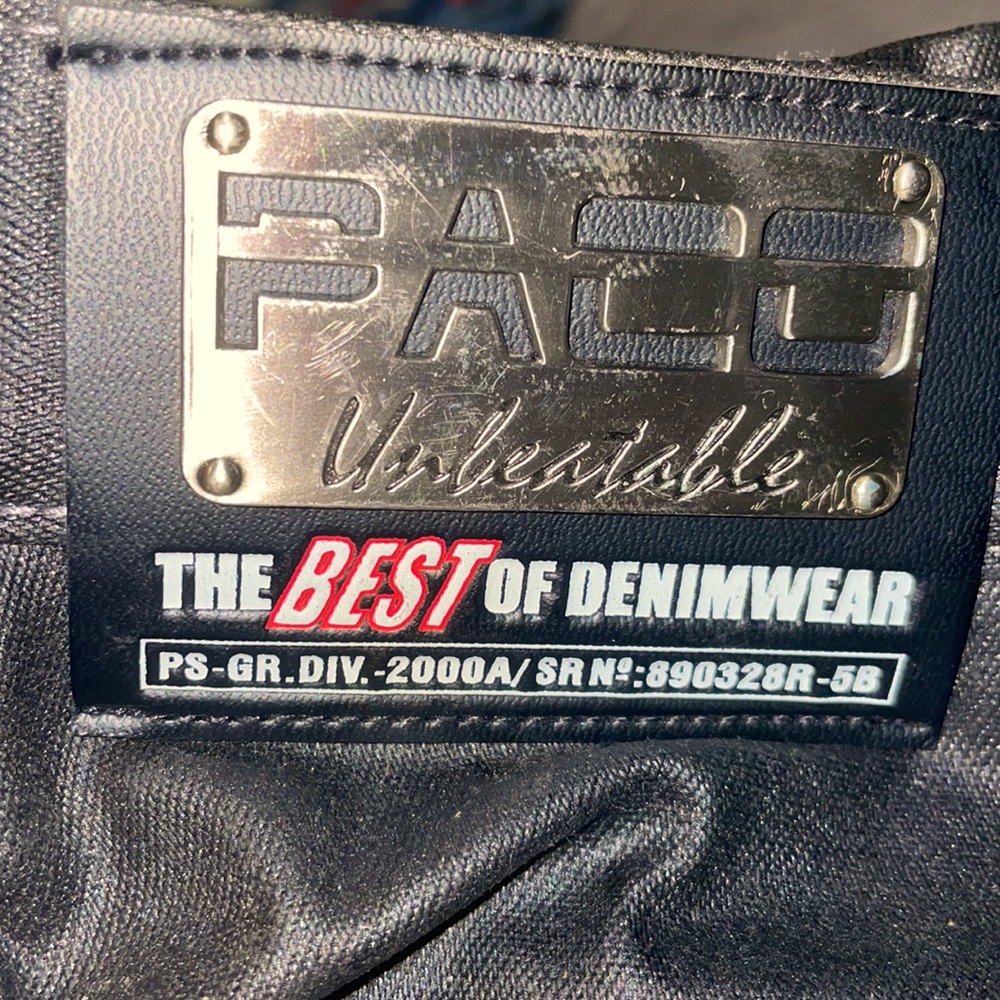 PACO
Unbeatable
THE BEST OF DENIMWEAR
PS-GR.DIV.-2000A/SR Nº:890328R-5B